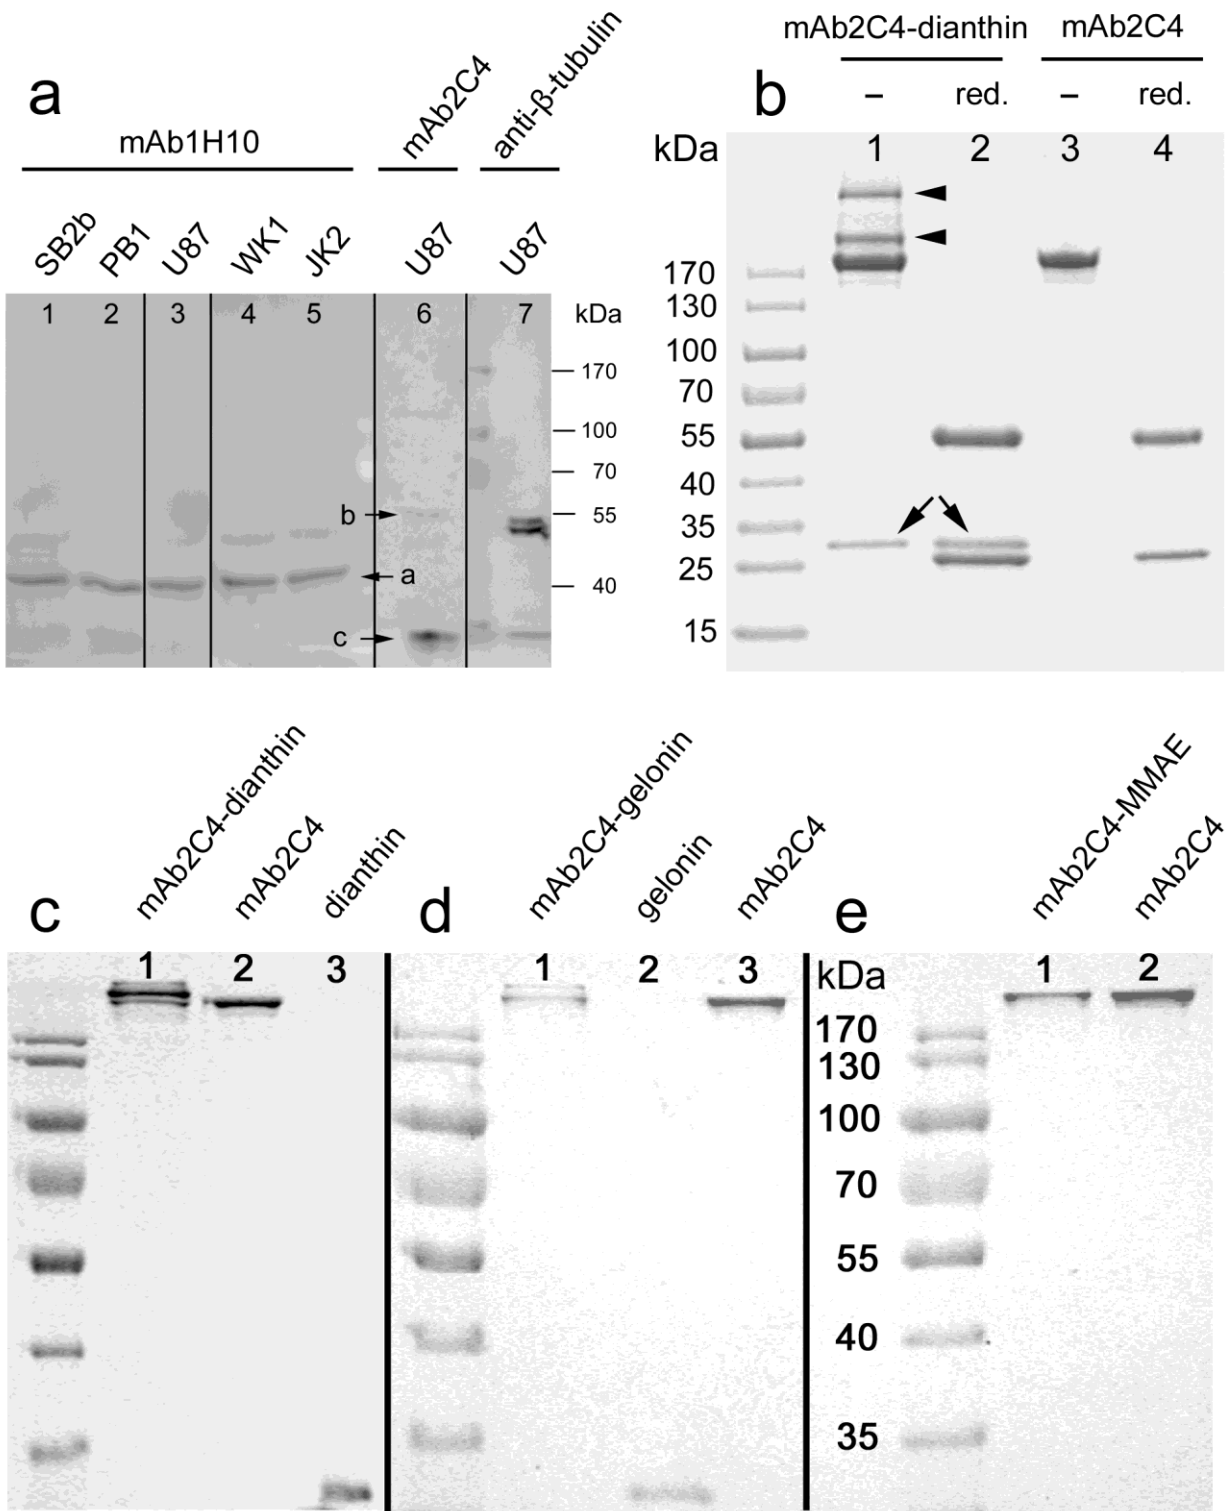 a
mAb1H10
mAb2C4
anti-β-tubulin
SB2b
PB1
U87
WK1
JK2
U87
U87
1 2 3 4 5 6 7 kDa
170
100
70
b 55
a 40
c
mAb2C4-dianthin mAb2C4
b – red. – red.
kDa 1 2 3 4
170
130
100
70
55
40
35
25
15
c
mAb2C4-dianthin
mAb2C4
dianthin
1 2 3
d
mAb2C4-gelonin
gelonin
mAb2C4
1 2 3
e
mAb2C4-MMAE
mAb2C4
kDa 1 2
170
130
100
70
55
40
35